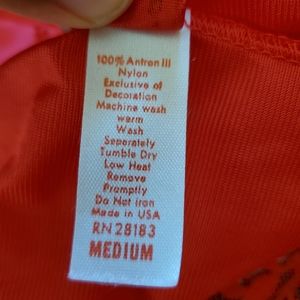 100% Antron III
Nylon
Exclusive of
Decoration
Machine wash
warm
Wash
Separately
Tumble Dry
Low Heat
Remove
Promptly
Do Not iron
Made in USA
RN 28183
MEDIUM